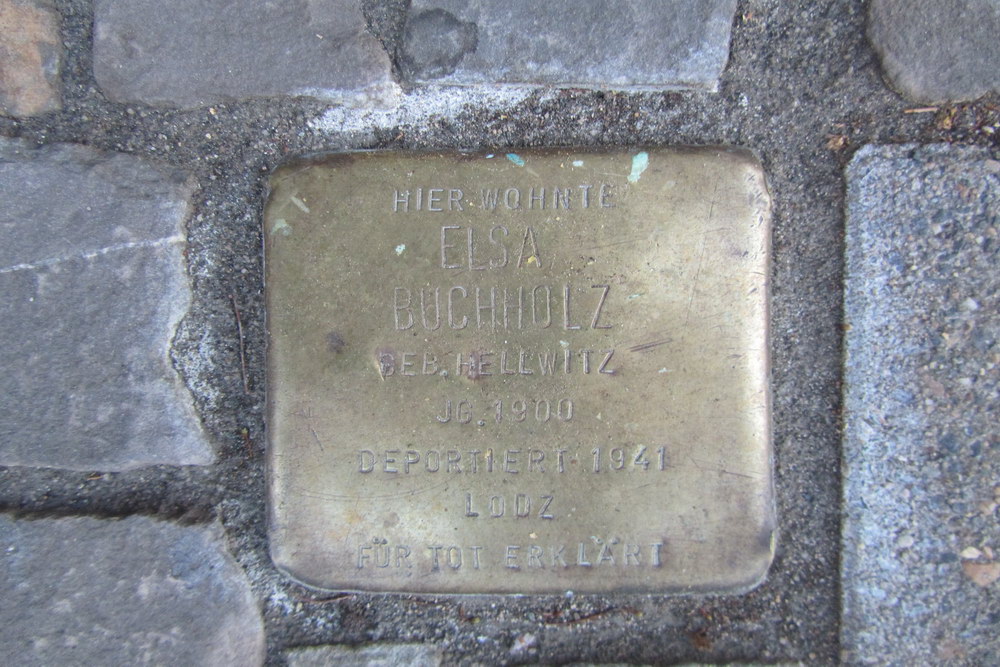 HIER WOHNTE
ELSA
BUCHHOLZ
GEB. HELLWITZ
JG. 1900
DEPORTIERT 1941
LODZ
FÜR TOT ERKLÄRT